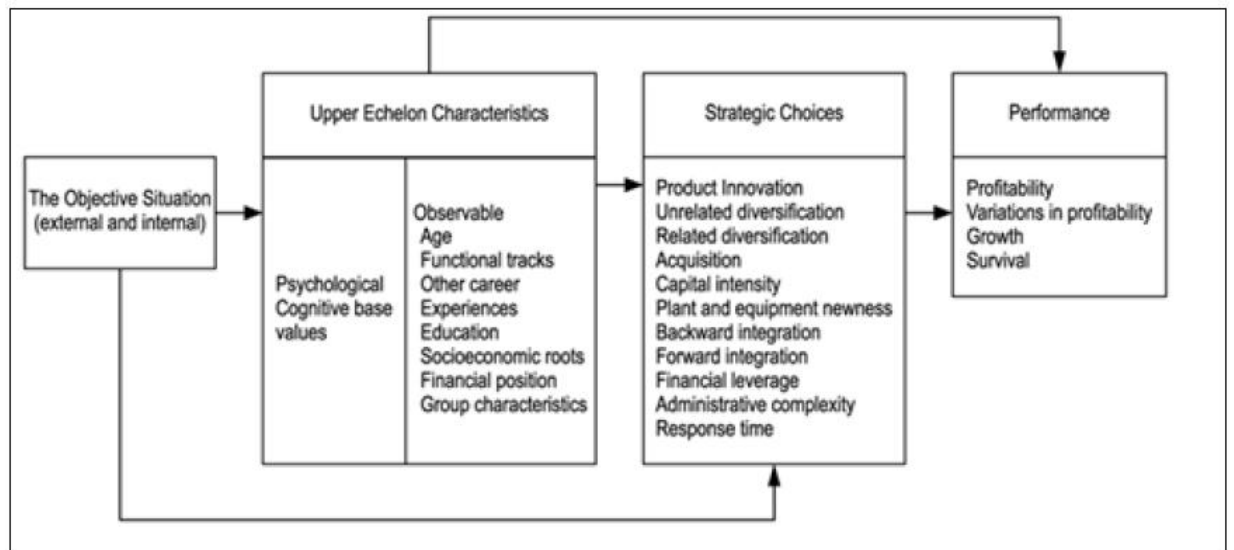 The Objective Situation
(external and internal)
Upper Echelon Characteristics
Psychological
Cognitive base
values
Observable
Age
Functional tracks
Other career
Experiences
Education
Socioeconomic roots
Financial position
Group characteristics
Strategic Choices
Product Innovation
Unrelated diversification
Related diversification
Acquisition
Capital intensity
Plant and equipment newness
Backward integration
Forward integration
Financial leverage
Administrative complexity
Response time
Performance
Profitability
Variations in profitability
Growth
Survival